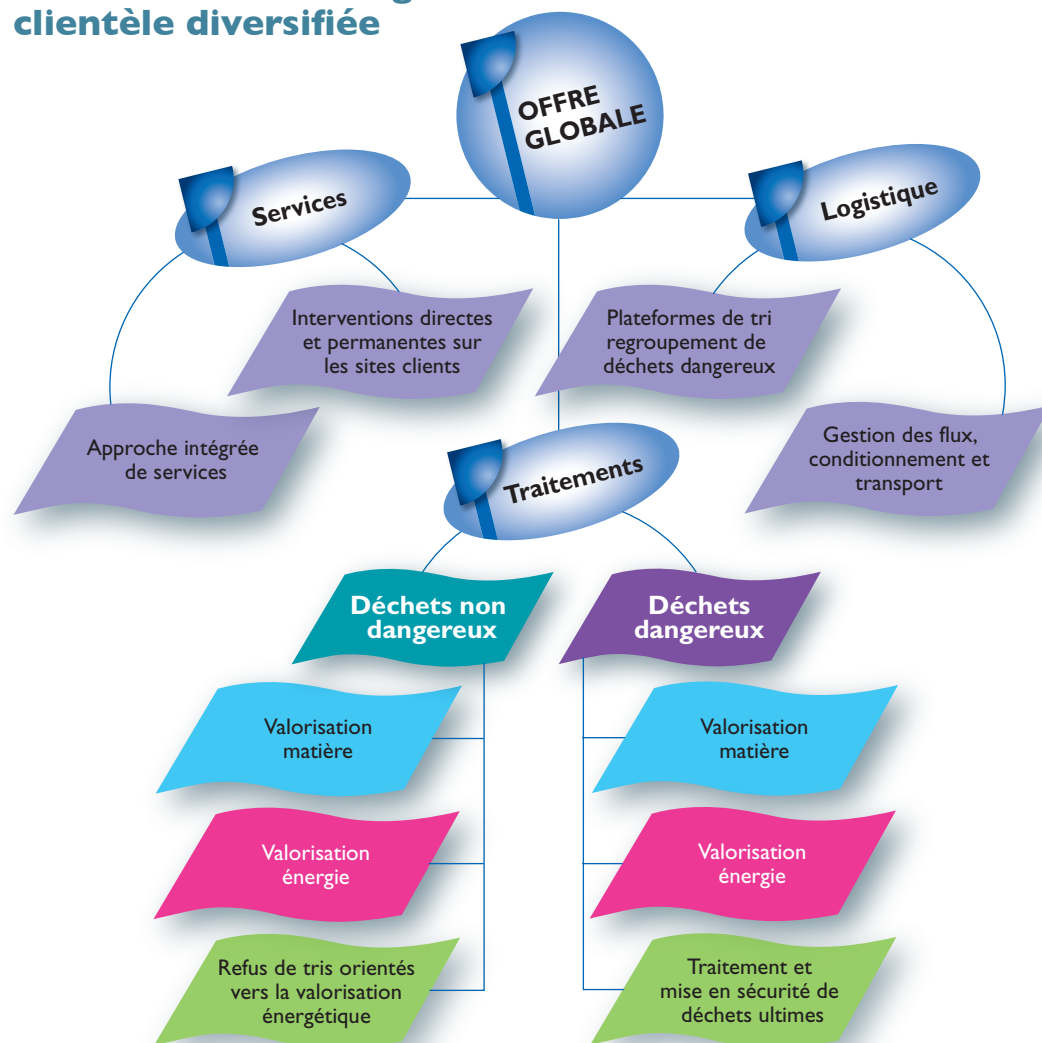 clientèle diversifiée
OFFRE
GLOBALE
Services
Logistique
Interventions directes
et permanentes sur
les sites clients
Plateformes de tri
regroupement de
déchets dangereux
Approche intégrée
de services
Gestion des flux,
conditionnement et
transport
Traitements
Déchets non
dangereux
Déchets
dangereux
Valorisation
matière
Valorisation
matière
Valorisation
énergie
Valorisation
énergie
Refus de tris orientés
vers la valorisation
énergétique
Traitement et
mise en sécurité de
déchets ultimes